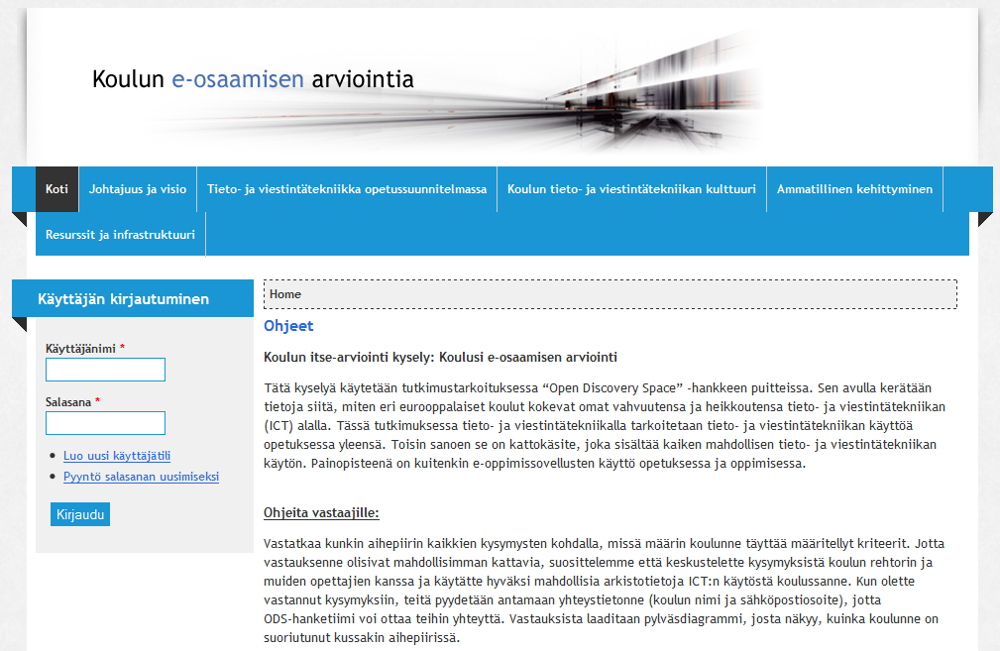 Koulun e-osaamisen arviointia
Koti
Johtajuus ja visio
Tieto- ja viestintätekniikka opetussuunnitelmassa
Koulun tieto- ja viestintätekniikan kulttuuri
Ammatillinen kehittyminen
Resurssit ja infrastruktuuri
Käyttäjän kirjautuminen
Käyttäjänimi *
Salasana *
Luo uusi käyttäjätili
Pyyntö salasanan uusimiseksi
Kirjaudu
Home
Ohjeet
Koulun itse-arviointi kysely: Koulusi e-osaamisen arviointi
Tätä kyselyä käytetään tutkimustarkoituksessa “Open Discovery Space” -hankkeen puitteissa. Sen avulla kerätään
tietoja siitä, miten eri eurooppalaiset koulut kokevat omat vahvuutensa ja heikkoutensa tieto- ja viestintätekniikan
(ICT) alalla. Tässä tutkimuksessa tieto- ja viestintätekniikalla tarkoitetaan tieto- ja viestintätekniikan käyttöä
opetuksessa yleensä. Toisin sanoen se on kattokäsite, joka sisältää kaiken mahdollisen tieto- ja viestintätekniikan
käytön. Painopisteenä on kuitenkin e-oppimissovellusten käyttö opetuksessa ja oppimisessa.
Ohjeita vastaajille:
Vastatkaa kunkin aihepiirin kaikkien kysymysten kohdalla, missä määrin koulunne täyttää määritellyt kriteerit. Jotta
vastauksenne olisivat mahdollisimman kattavia, suosittelemme että keskustelette kysymyksistä koulun rehtorin ja
muiden opettajien kanssa ja käytätte hyväksi mahdollisia arkistotietoja ICT:n käytöstä koulussanne. Kun olette
vastannut kysymyksiin, teitä pyydetään antamaan yhteystietonne (koulun nimi ja sähköpostiosoite), jotta
ODS-hanketiimi voi ottaa teihin yhteyttä. Vastauksista laaditaan pylväsdiagrammi, josta näkyy, kuinka koulunne on
suoriutunut kussakin aihepiirissä.